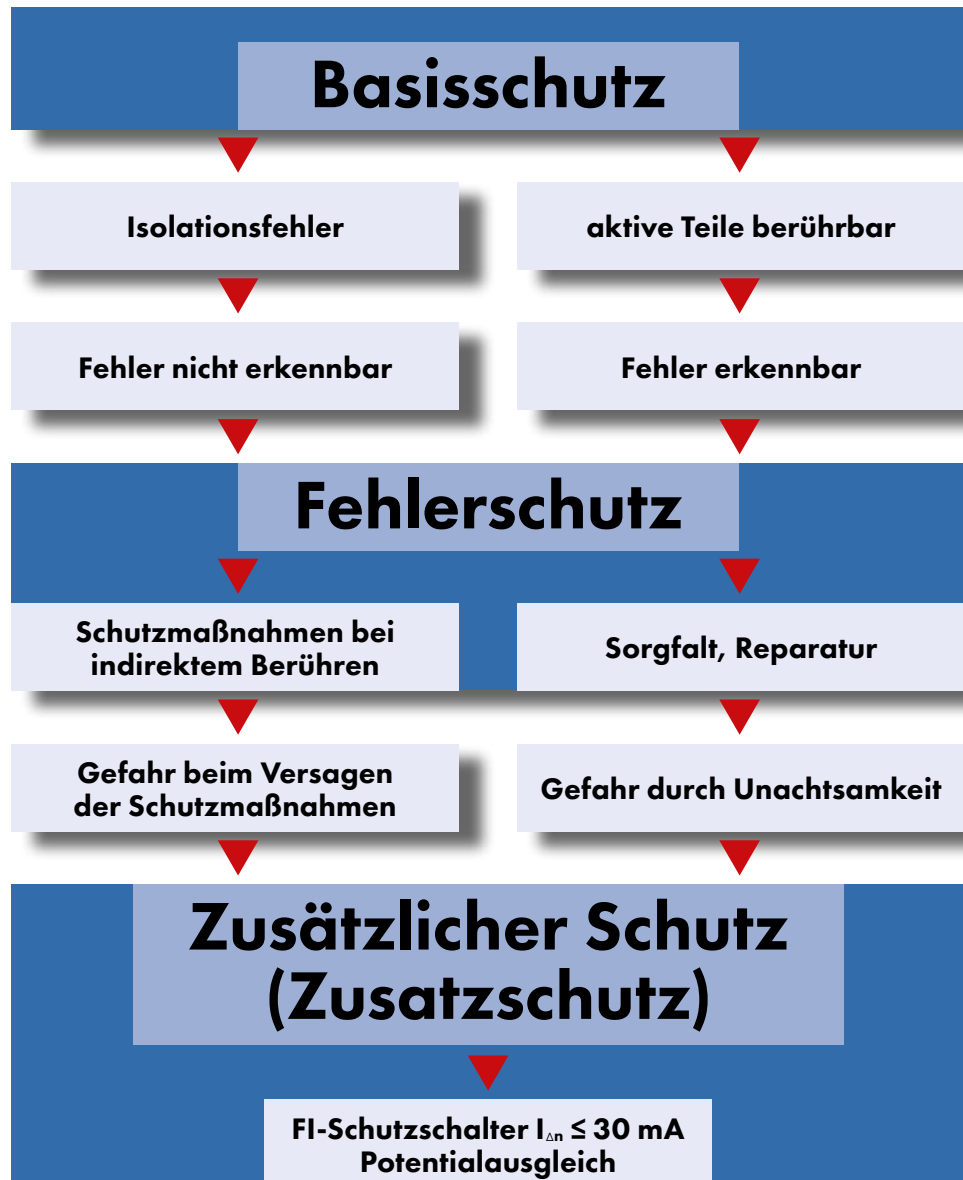 Basisschutz
Isolationsfehler
aktive Teile berührbar
Fehler nicht erkennbar
Fehler erkennbar
Fehlerschutz
Schutzmaßnahmen bei
indirektem Berühren
Sorgfalt, Reparatur
Gefahr beim Versagen
der Schutzmaßnahmen
Gefahr durch Unachtsamkeit
Zusätzlicher Schutz
(Zusatzschutz)
FI-Schutzschalter I∆n ≤ 30 mA
Potentialausgleich